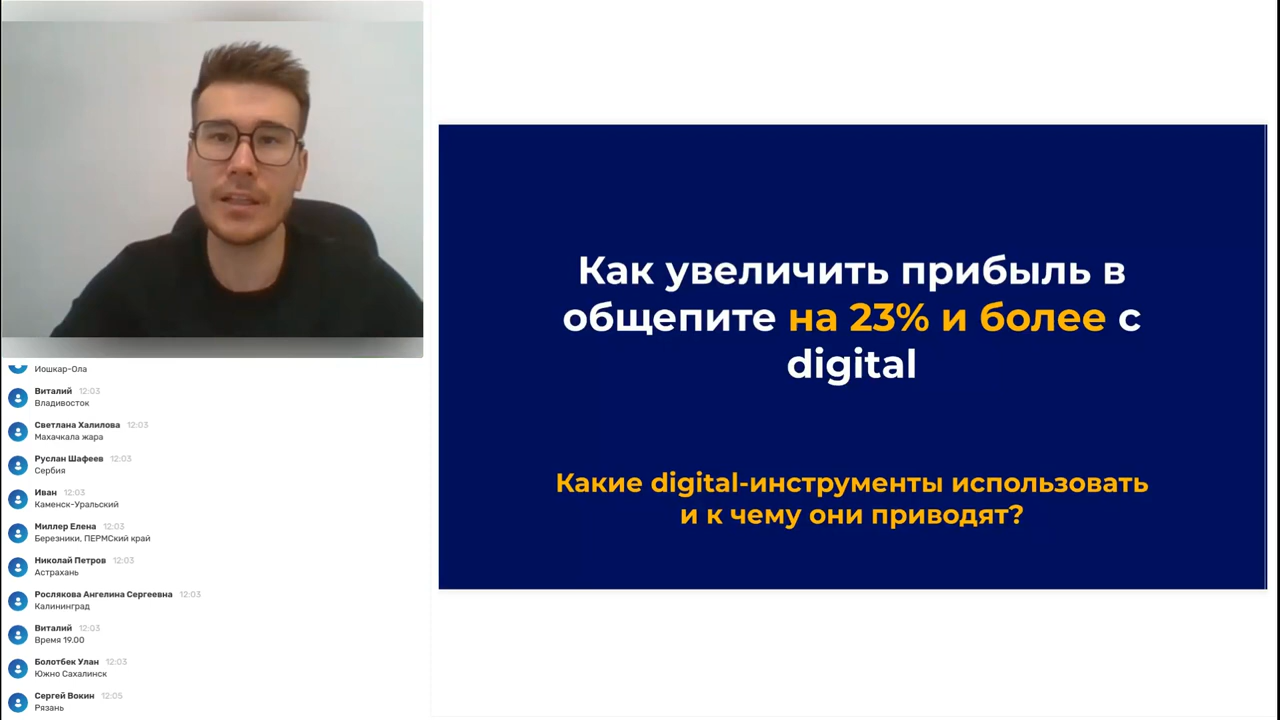 Как увеличить прибыль в
общепите на 23% и более с
digital
Какие digital-инструменты использовать
и к чему они приводят?
Йошкар-Ола
Виталий 12:03
Владивосток
Светлана Халилова 12:03
Махачкала жара
Руслан Шафеев 12:03
Сербия
Иван 12:03
Каменск-Уральский
Миллер Елена 12:03
Березники, ПЕРМСкий край
Николай Петров 12:03
Астрахань
Рослякова Ангелина Сергеевна 12:03
Калининград
Виталий 12:03
Время 19.00
Болотбек Улан 12:03
Южно Сахалинск
Сергей Вокин 12:05
Рязань